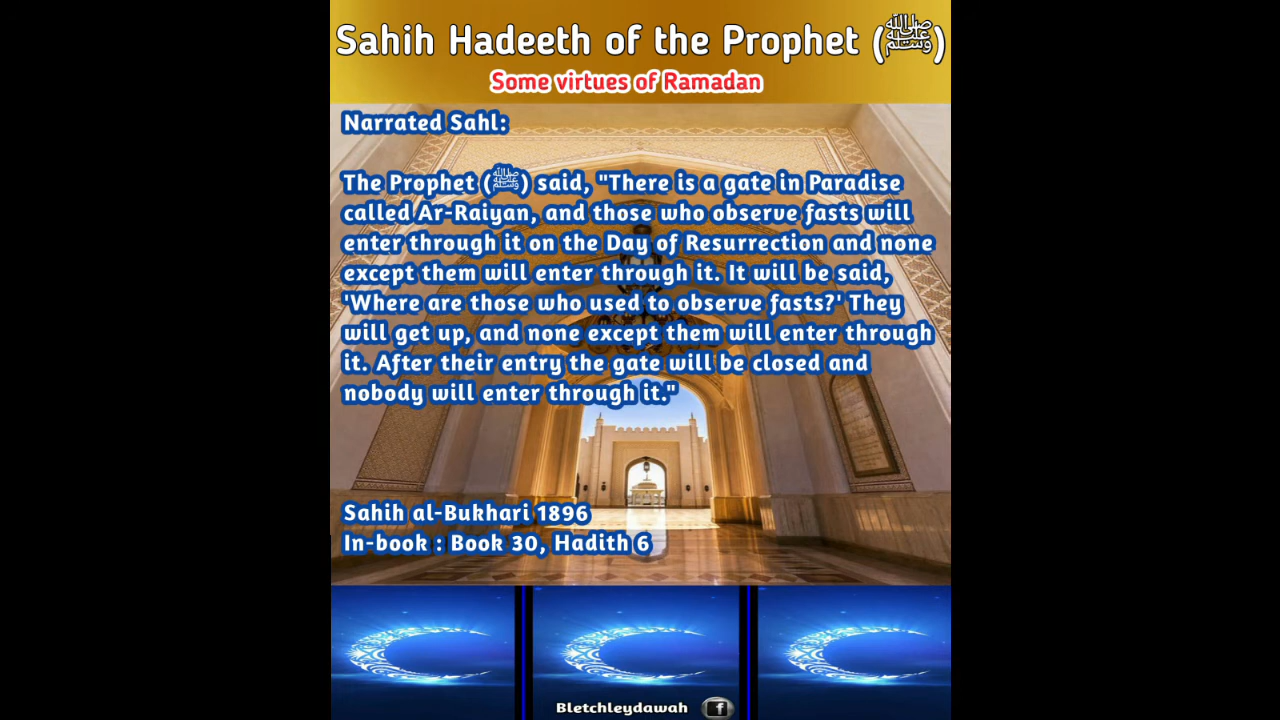 Sahih Hadeeth of the Prophet (ﷺ)
Some virtues of Ramadan
Narrated Sahl:
The Prophet (ﷺ) said, "There is a gate in Paradise
called Ar-Raiyan, and those who observe fasts will
enter through it on the Day of Resurrection and none
except them will enter through it. It will be said,
'Where are those who used to observe fasts?' They
will get up, and none except them will enter through
it. After their entry the gate will be closed and
nobody will enter through it."
Sahih al-Bukhari 1896
In-book : Book 30, Hadith 6
Bletchleydawah f